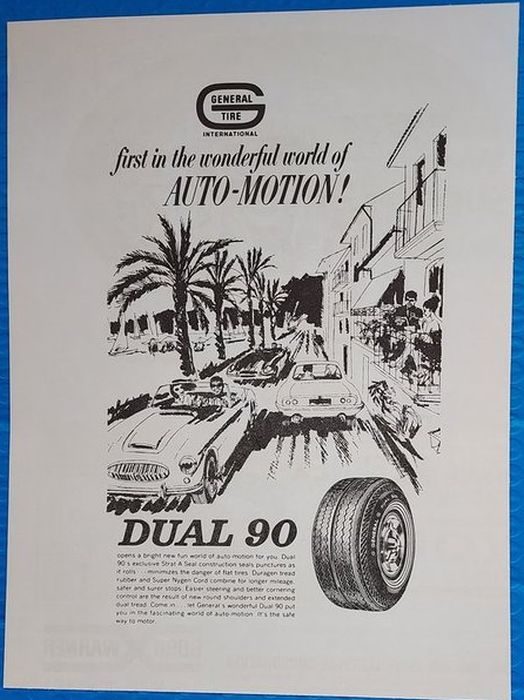 GENERAL
TIRE
INTERNATIONAL
first in the wonderful world of
AUTO-MOTION!
DUAL 90
opens a bright new fun world of auto-motion for you. Dual
90's exclusive Strat-A-Seal construction seals punctures as
it rolls . . . minimizes the danger of flat tires. Duragen tread
rubber and Super Nygen Cord combine for longer mileage,
safer and surer stops. Easier steering and better cornering
control are the result of new round shoulders and extended
dual tread. Come in . . . let General's wonderful Dual 90 put
you in the fascinating world of auto-motion. It's the safe
way to motor.